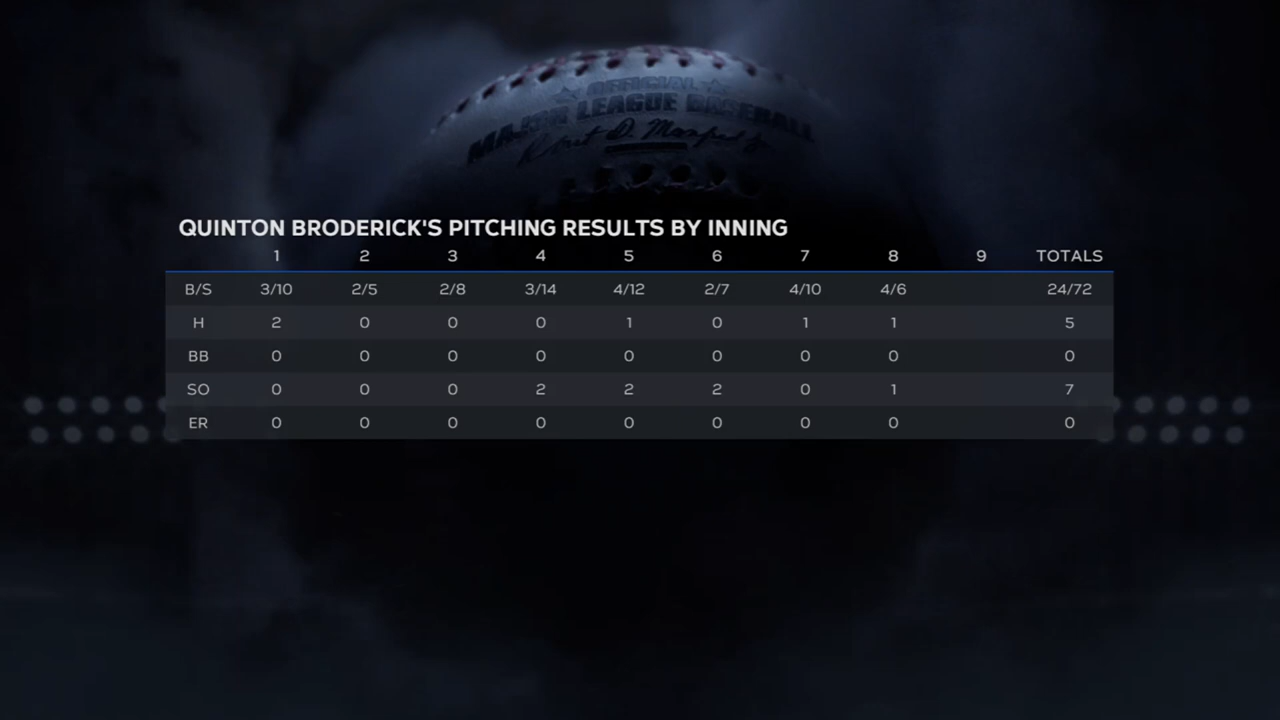 OFFICIAL
MAJOR LEAGUE BASEBALL
QUINTON BRODERICK'S PITCHING RESULTS BY INNING
1 2 3 4 5 6 7 8 9 TOTALS
B/S 3/10 2/5 2/8 3/14 4/12 2/7 4/10 4/6 24/72
H 2 0 0 0 1 0 1 1 5
BB 0 0 0 0 0 0 0 0 0
SO 0 0 0 2 2 2 0 1 7
ER 0 0 0 0 0 0 0 0 0